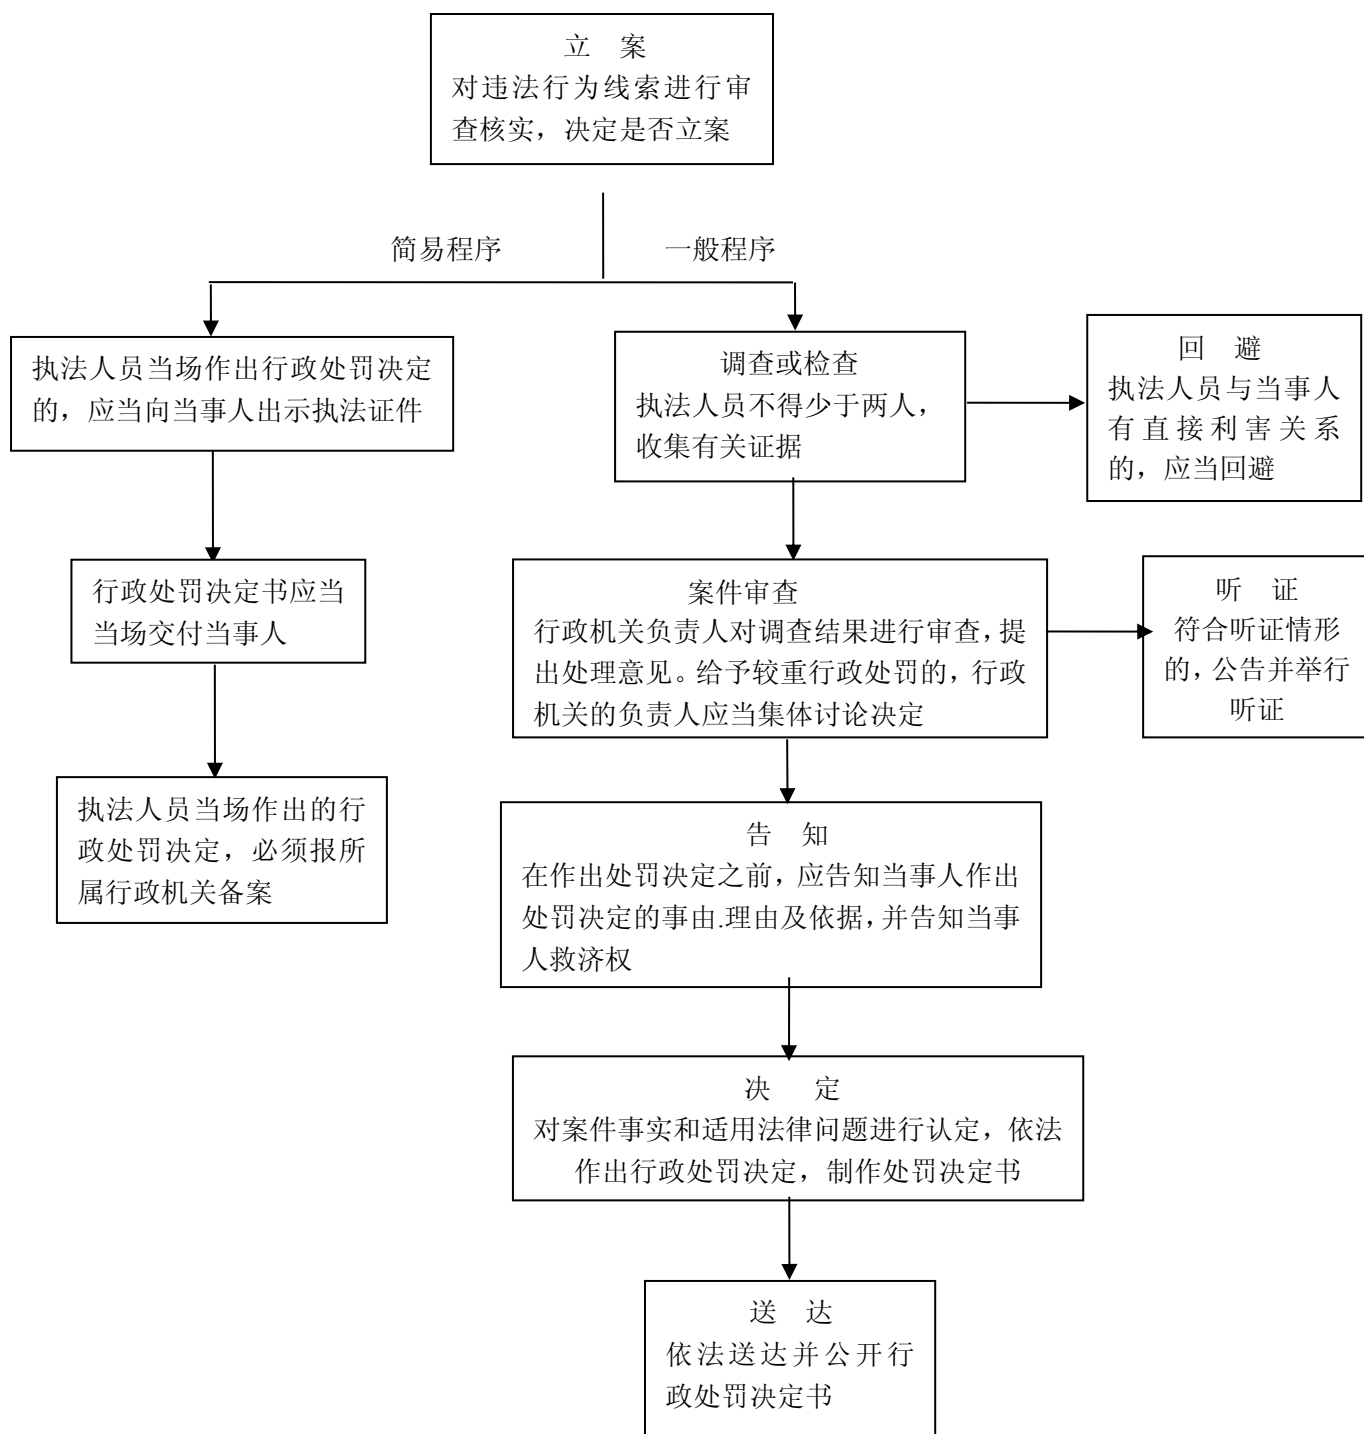 立 案
对违法行为线索进行审
查核实，决定是否立案
简易程序
一般程序
执法人员当场作出行政处罚决定
的，应当向当事人出示执法证件
调查或检查
执法人员不得少于两人，
收集有关证据
回 避
执法人员与当事人
有直接利害关系
的，应当回避
行政处罚决定书应当
当场交付当事人
案件审查
行政机关负责人对调查结果进行审查，提
出处理意见。给予较重行政处罚的，行政
机关的负责人应当集体讨论决定
听 证
符合听证情形
的，公告并举行
听证
执法人员当场作出的行
政处罚决定，必须报所
属行政机关备案
告 知
在作出处罚决定之前，应告知当事人作出
处罚决定的事由.理由及依据，并告知当事
人救济权
决 定
对案件事实和适用法律问题进行认定，依法
作出行政处罚决定，制作处罚决定书
送 达
依法送达并公开行
政处罚决定书